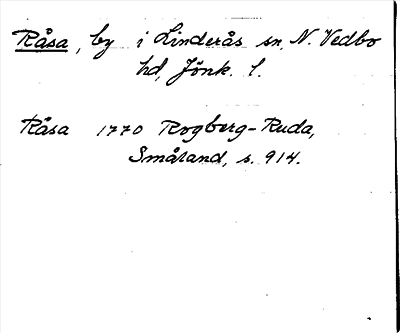 Råsa, by i Linderås sn, N. Vedbo
hd, Jönk. l.
Råsa 1770 Rogberg-Ruda,
Småland, s. 914.